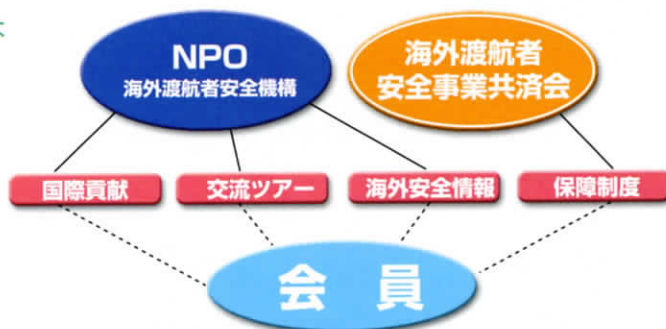 NPO
海外渡航者安全機構
海外渡航者
安全事業共済会
国際貢献
交流ツアー
海外安全情報
保障制度
会 員